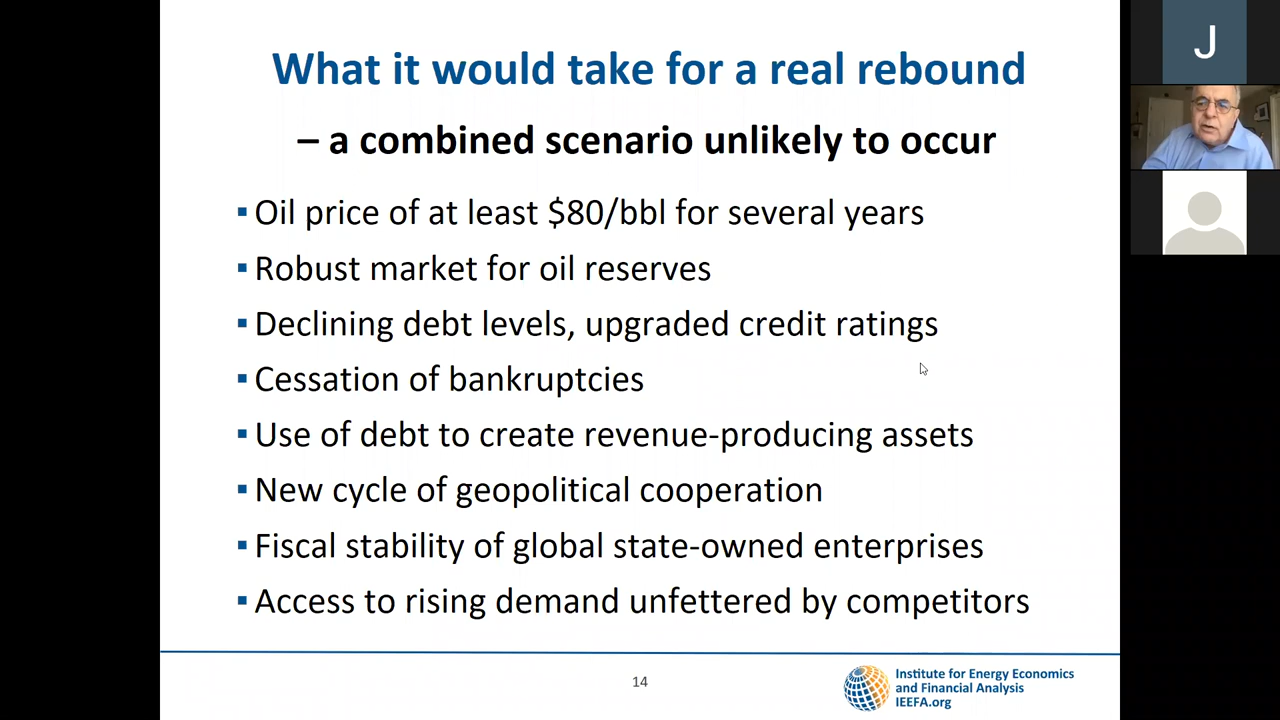 What it would take for a real rebound
– a combined scenario unlikely to occur
▪ Oil price of at least $80/bbl for several years
▪ Robust market for oil reserves
▪ Declining debt levels, upgraded credit ratings
▪ Cessation of bankruptcies
▪ Use of debt to create revenue-producing assets
▪ New cycle of geopolitical cooperation
▪ Fiscal stability of global state-owned enterprises
▪ Access to rising demand unfettered by competitors
14
Institute for Energy Economics
and Financial Analysis
IEEFA.org
J